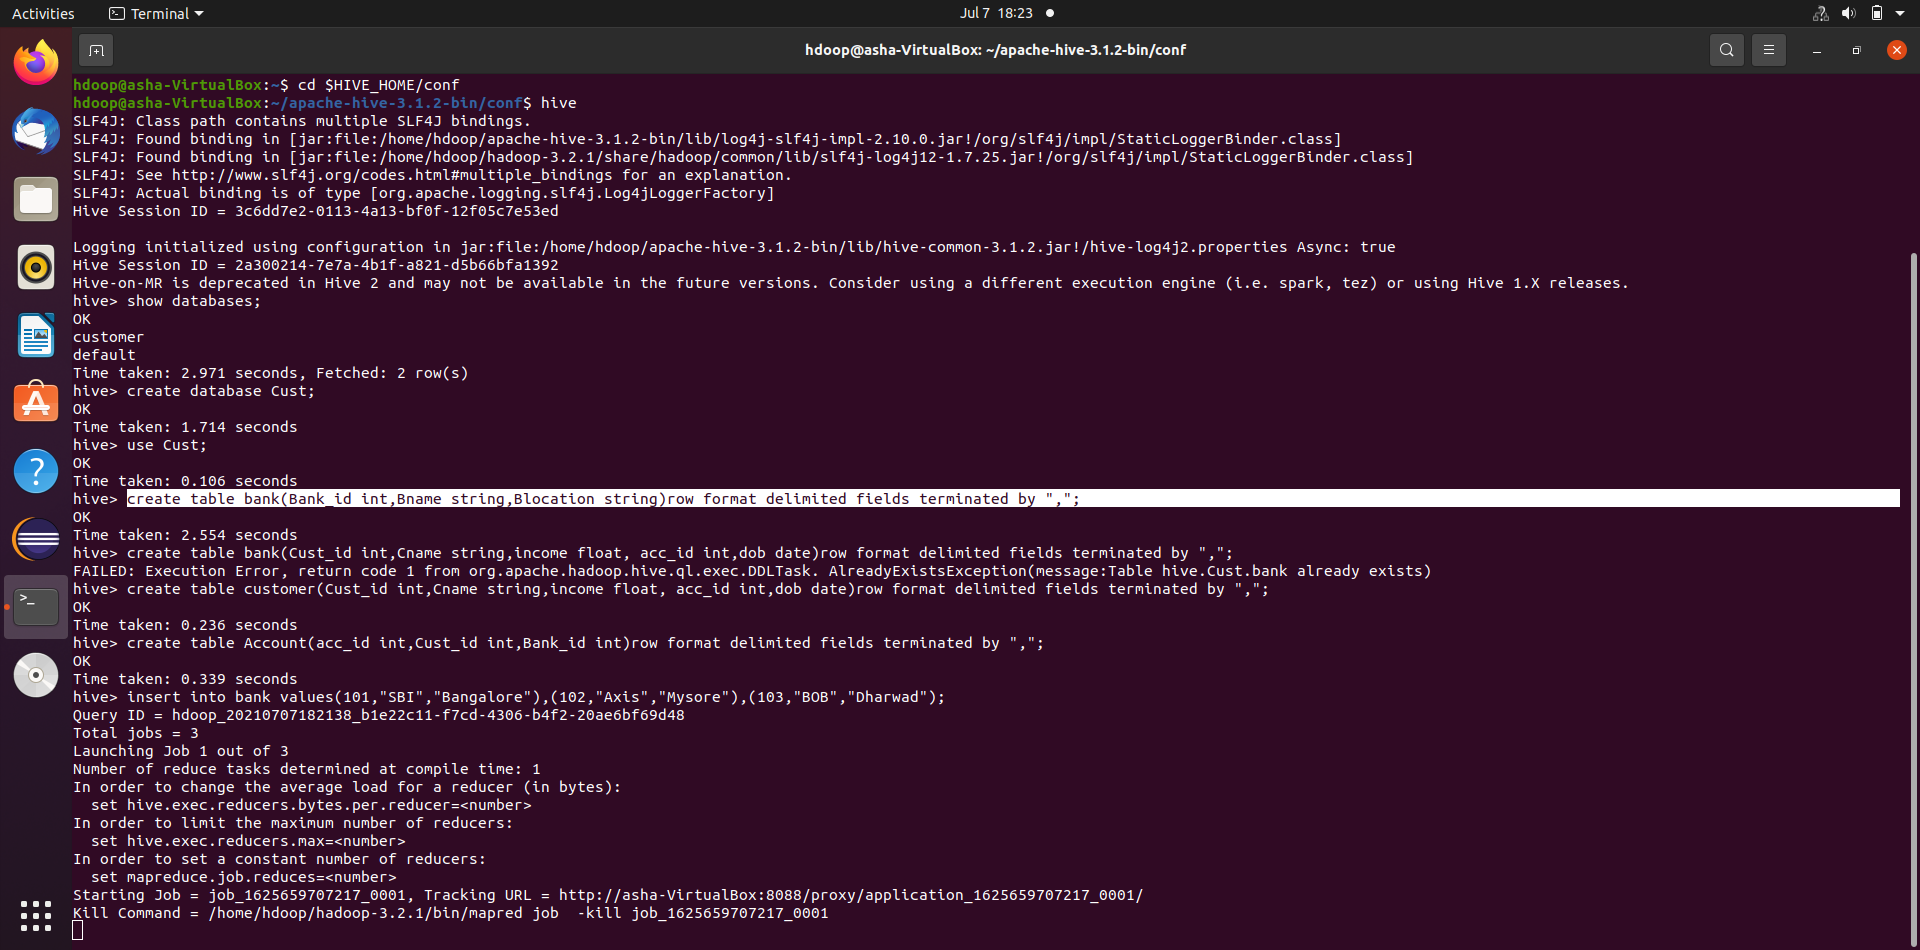 Activities
Terminal
Jul 7 18:23
hdoop@asha-VirtualBox: ~/apache-hive-3.1.2-bin/conf
hdoop@asha-VirtualBox:~$ cd $HIVE_HOME/conf
hdoop@asha-VirtualBox:~/apache-hive-3.1.2-bin/conf$ hive
SLF4J: Class path contains multiple SLF4J bindings.
SLF4J: Found binding in [jar:file:/home/hdoop/apache-hive-3.1.2-bin/lib/log4j-slf4j-impl-2.10.0.jar!/org/slf4j/impl/StaticLoggerBinder.class]
SLF4J: Found binding in [jar:file:/home/hdoop/hadoop-3.2.1/share/hadoop/common/lib/slf4j-log4j12-1.7.25.jar!/org/slf4j/impl/StaticLoggerBinder.class]
SLF4J: See http://www.slf4j.org/codes.html#multiple_bindings for an explanation.
SLF4J: Actual binding is of type [org.apache.logging.slf4j.Log4jLoggerFactory]
Hive Session ID = 3c6dd7e2-0113-4a13-bf0f-12f05c7e53ed
Logging initialized using configuration in jar:file:/home/hdoop/apache-hive-3.1.2-bin/lib/hive-common-3.1.2.jar!/hive-log4j2.properties Async: true
Hive Session ID = 2a300214-7e7a-4b1f-a821-d5b66bfa1392
Hive-on-MR is deprecated in Hive 2 and may not be available in the future versions. Consider using a different execution engine (i.e. spark, tez) or using Hive 1.X releases.
hive> show databases;
OK
customer
default
Time taken: 2.971 seconds, Fetched: 2 row(s)
hive> create database Cust;
OK
Time taken: 1.714 seconds
hive> use Cust;
OK
Time taken: 0.106 seconds
hive> create table bank(Bank_id int,Bname string,Blocation string)row format delimited fields terminated by ",";
OK
Time taken: 2.554 seconds
hive> create table bank(Cust_id int,Cname string,income float, acc_id int,dob date)row format delimited fields terminated by ",";
FAILED: Execution Error, return code 1 from org.apache.hadoop.hive.ql.exec.DDLTask. AlreadyExistsException(message:Table hive.Cust.bank already exists)
hive> create table customer(Cust_id int,Cname string,income float, acc_id int,dob date)row format delimited fields terminated by ",";
OK
Time taken: 0.236 seconds
hive> create table Account(acc_id int,Cust_id int,Bank_id int)row format delimited fields terminated by ",";
OK
Time taken: 0.339 seconds
hive> insert into bank values(101,"SBI","Bangalore"),(102,"Axis","Mysore"),(103,"BOB","Dharwad");
Query ID = hdoop_20210707182138_b1e22c11-f7cd-4306-b4f2-20ae6bf69d48
Total jobs = 3
Launching Job 1 out of 3
Number of reduce tasks determined at compile time: 1
In order to change the average load for a reducer (in bytes):
  set hive.exec.reducers.bytes.per.reducer=<number>
In order to limit the maximum number of reducers:
  set hive.exec.reducers.max=<number>
In order to set a constant number of reducers:
  set mapreduce.job.reduces=<number>
Starting Job = job_1625659707217_0001, Tracking URL = http://asha-VirtualBox:8088/proxy/application_1625659707217_0001/
Kill Command = /home/hdoop/hadoop-3.2.1/bin/mapred job  -kill job_1625659707217_0001